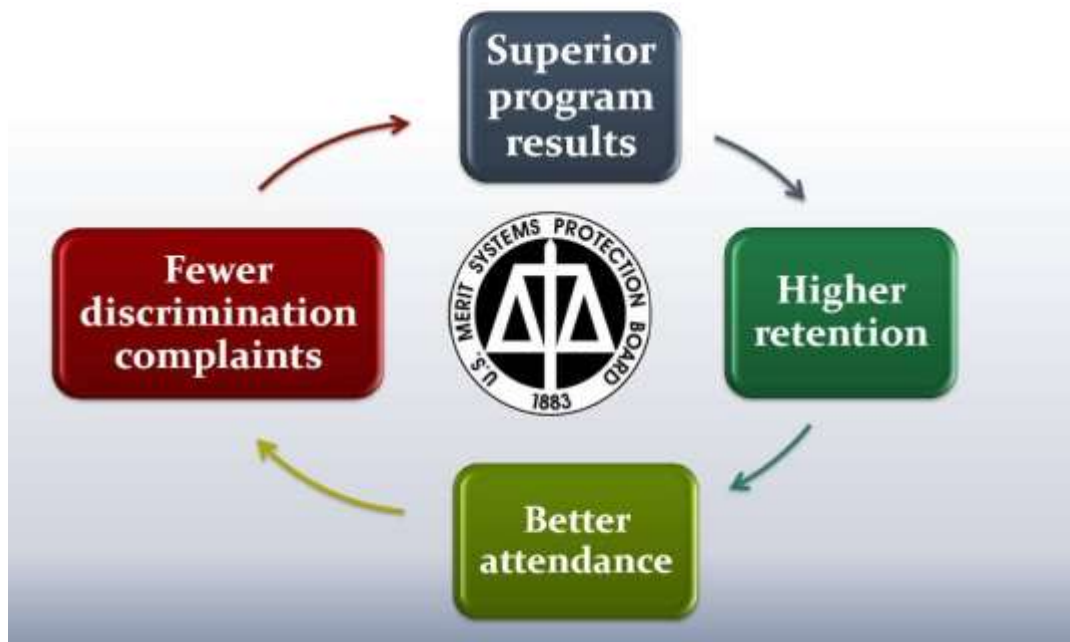 Superior
program
results
Fewer
discrimination
complaints
U.S. MERIT SYSTEMS PROTECTION BOARD
1883
Higher
retention
Better
attendance